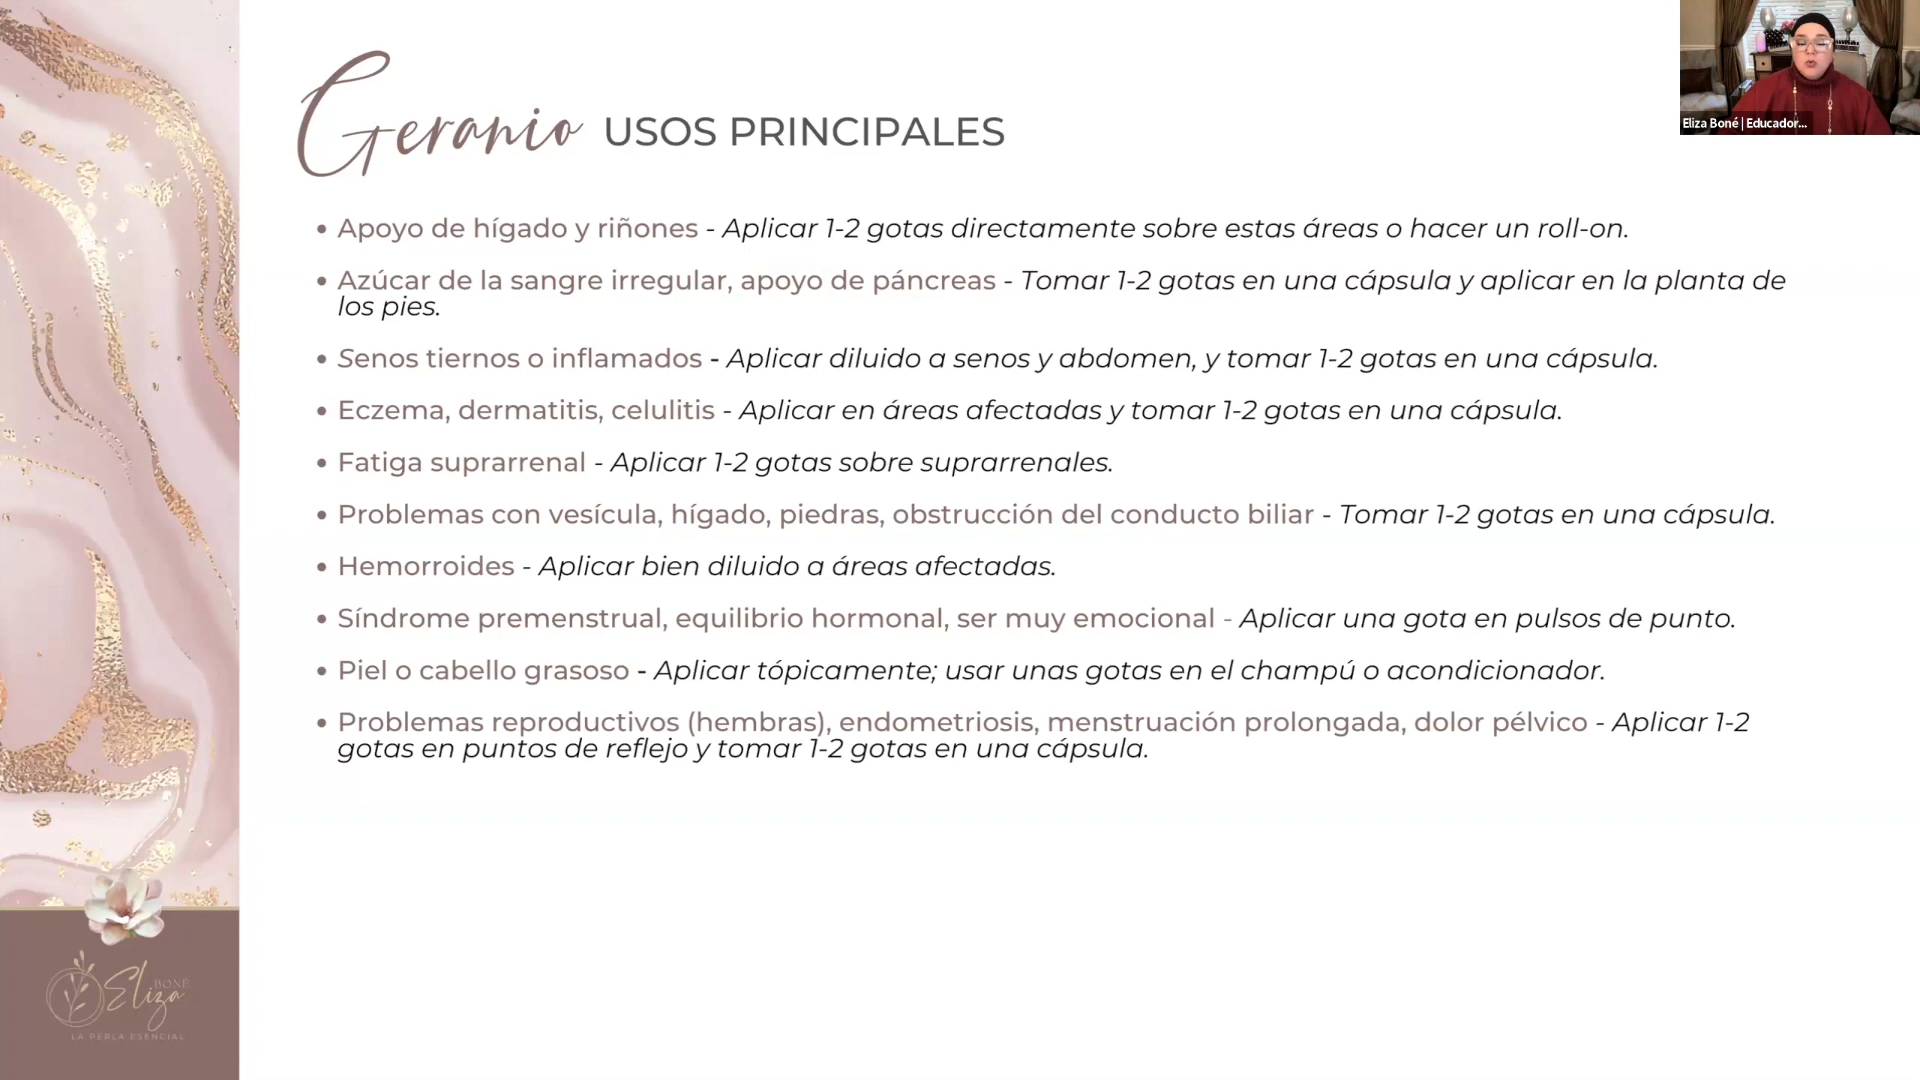 Geranio USOS PRINCIPALES
Eliza Boné | Educador...
• Apoyo de hígado y riñones - Aplicar 1-2 gotas directamente sobre estas áreas o hacer un roll-on.
• Azúcar de la sangre irregular, apoyo de páncreas - Tomar 1-2 gotas en una cápsula y aplicar en la planta de
los pies.
• Senos tiernos o inflamados - Aplicar diluido a senos y abdomen, y tomar 1-2 gotas en una cápsula.
• Eczema, dermatitis, celulitis - Aplicar en áreas afectadas y tomar 1-2 gotas en una cápsula.
• Fatiga suprarrenal - Aplicar 1-2 gotas sobre suprarrenales.
• Problemas con vesícula, hígado, piedras, obstrucción del conducto biliar - Tomar 1-2 gotas en una cápsula.
• Hemorroides - Aplicar bien diluido a áreas afectadas.
• Síndrome premenstrual, equilibrio hormonal, ser muy emocional - Aplicar una gota en pulsos de punto.
• Piel o cabello grasoso - Aplicar tópicamente; usar unas gotas en el champú o acondicionador.
• Problemas reproductivos (hembras), endometriosis, menstruación prolongada, dolor pélvico - Aplicar 1-2
gotas en puntos de reflejo y tomar 1-2 gotas en una cápsula.
BONÉ
Eliza
LA PERLA ESENCIAL